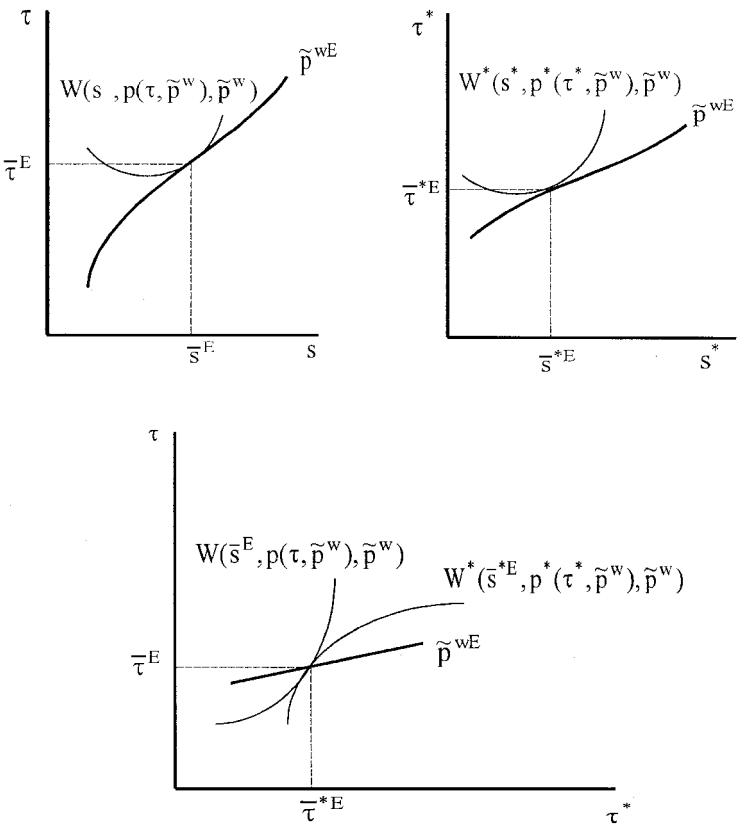 τ
p̃ʷᴱ
W(s , p(τ, p̃ʷ), p̃ʷ)
τ̄ᴱ
s̄ᴱ
s
τ*
W*(s*, p*(τ*, p̃ʷ), p̃ʷ)
p̃ʷᴱ
τ̄*ᴱ
s̄*ᴱ
s*
τ
W(s̄ᴱ, p(τ, p̃ʷ), p̃ʷ)
W*(s̄*ᴱ, p*(τ*, p̃ʷ), p̃ʷ)
p̃ʷᴱ
τ̄ᴱ
τ̄*ᴱ
τ*